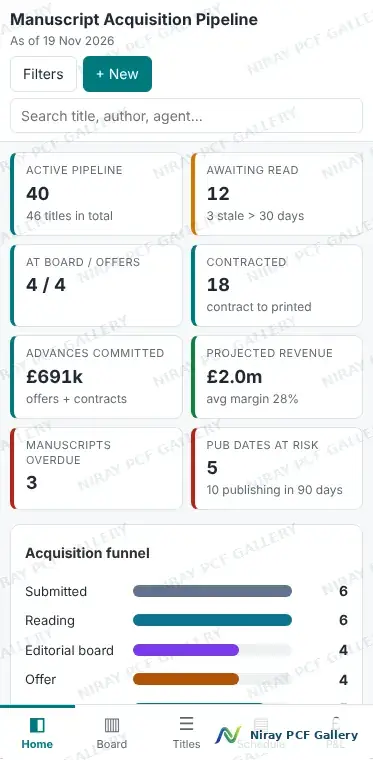 Manuscript Acquisition Pipeline
As of 19 Nov 2026
Filters
+ New
Search title, author, agent...
ACTIVE PIPELINE
40
46 titles in total
AWAITING READ
12
3 stale > 30 days
AT BOARD / OFFERS
4 / 4
CONTRACTED
18
contract to printed
ADVANCES COMMITTED
£691k
offers + contracts
PROJECTED REVENUE
£2.0m
avg margin 28%
MANUSCRIPTS
OVERDUE
3
PUB DATES AT RISK
5
10 publishing in 90 days
Acquisition funnel
Submitted 6
Reading 6
Editorial board 4
Offer 4
Home
Board
Titles
Schedule
P&L
Niray PCF Gallery
NIRAY PCF GALLERY